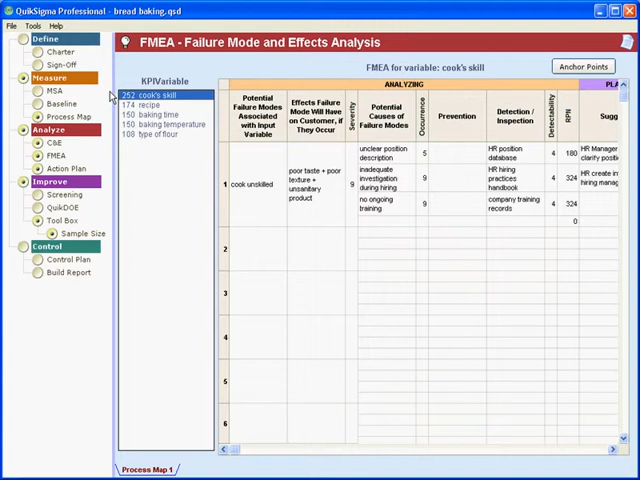 QuikSigma Professional - bread baking.qsd
File Tools Help
Define
Charter
Sign-Off
Measure
MSA
Baseline
Process Map
Analyze
C&E
FMEA
Action Plan
Improve
Screening
QuikDOE
Tool Box
Sample Size
Control
Control Plan
Build Report
FMEA - Failure Mode and Effects Analysis
FMEA for variable: cook's skill
Anchor Points
KPIVariable
252 cook's skill
174 recipe
150 baking time
150 baking temperature
108 type of flour
ANALYZING
Potential
Failure Modes
Associated
with Input
Variable
Effects Failure
Mode Will Have
on Customer, if
They Occur
Severity
Potential
Causes of
Failure Modes
Occurrence
Prevention
Detection /
Inspection
Detectability
RPN
1
cook unskilled
poor taste + poor
texture +
unsanitary
product
9
unclear position
description
5
HR position
database
4
180
HR Manager
clarify positi
inadequate
investigation
during hiring
9
HR hiring
practices
handbook
4
324
HR create in
hiring manag
no ongoing
training
9
company training
records
4
324
0
2
3
4
5
6
Process Map 1